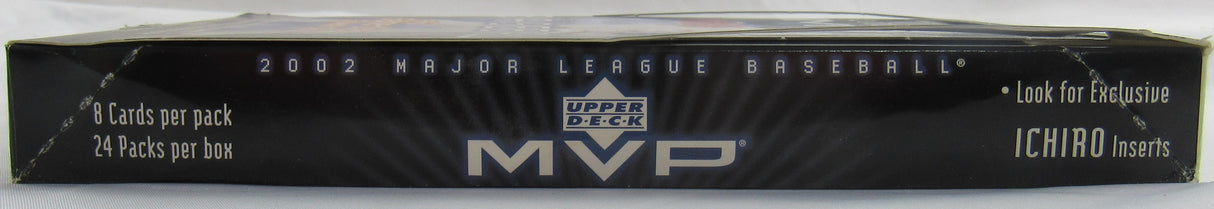 2002 MAJOR LEAGUE BASEBALL®
8 Cards per pack
24 Packs per box
UPPER
D·E·C·K
MVP®
• Look for Exclusive
ICHIRO Inserts